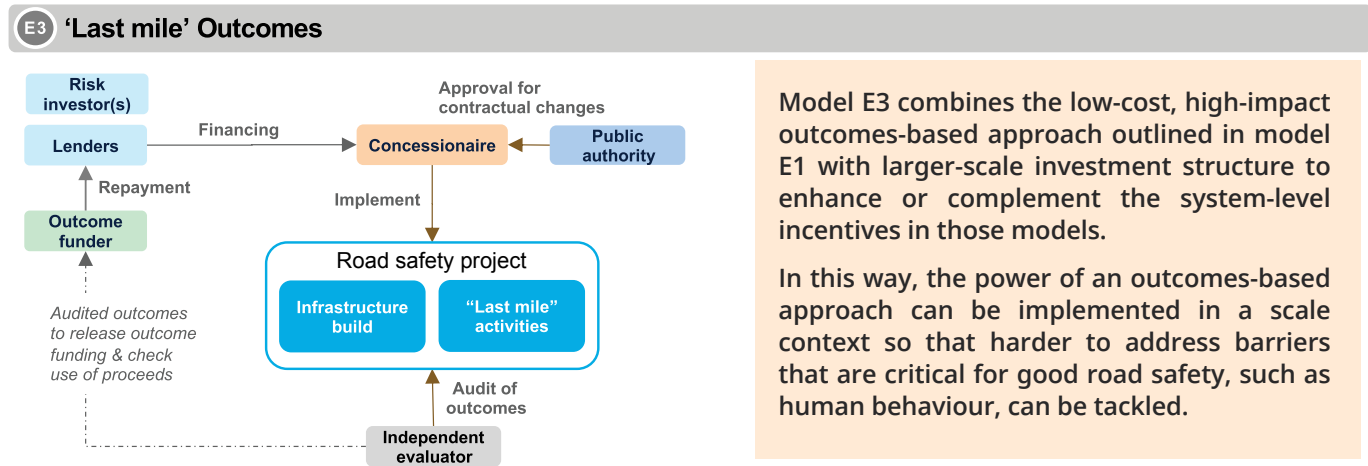 E3 ‘Last mile’ Outcomes
Risk
investor(s)
Lenders
Financing
Concessionaire
Approval for
contractual changes
Public
authority
Repayment
Outcome
funder
Implement
Road safety project
Infrastructure
build
“Last mile”
activities
Audited outcomes
to release outcome
funding & check
use of proceeds
Audit of
outcomes
Independent
evaluator
Model E3 combines the low-cost, high-impact
outcomes-based approach outlined in model
E1 with larger-scale investment structure to
enhance or complement the system-level
incentives in those models.
In this way, the power of an outcomes-based
approach can be implemented in a scale
context so that harder to address barriers
that are critical for good road safety, such as
human behaviour, can be tackled.